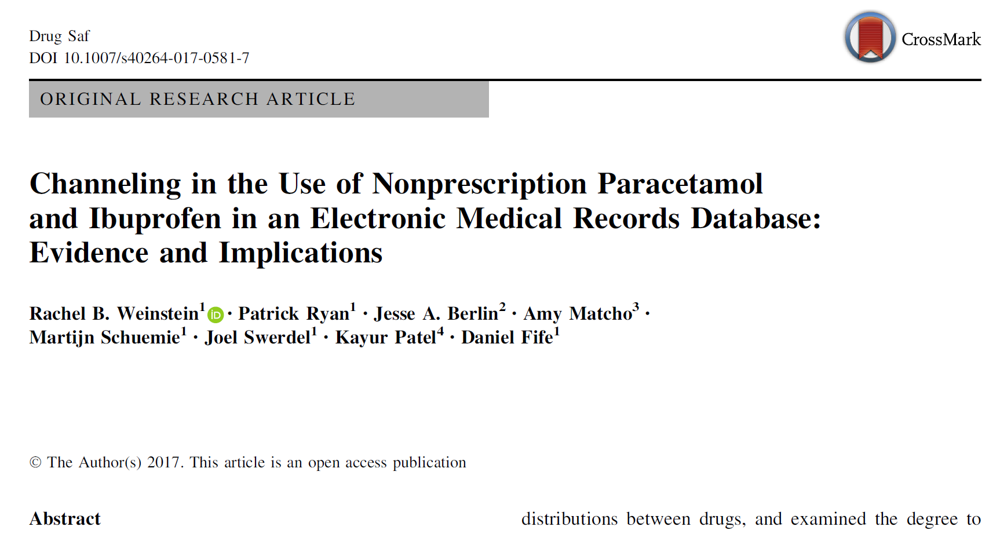 Drug Saf
DOI 10.1007/s40264-017-0581-7
CrossMark
ORIGINAL RESEARCH ARTICLE
Channeling in the Use of Nonprescription Paracetamol
and Ibuprofen in an Electronic Medical Records Database:
Evidence and Implications
Rachel B. Weinstein1 iD · Patrick Ryan1 · Jesse A. Berlin2 · Amy Matcho3 ·
Martijn Schuemie1 · Joel Swerdel1 · Kayur Patel4 · Daniel Fife1
© The Author(s) 2017. This article is an open access publication
Abstract
distributions between drugs, and examined the degree to